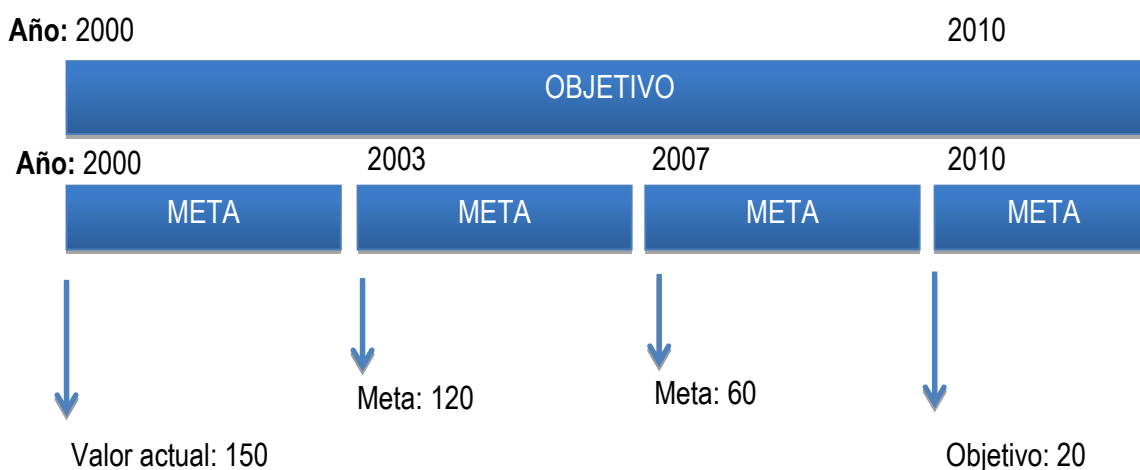 Año: 2000 2010
OBJETIVO
Año: 2000 2003 2007 2010
META META META META
Meta: 120 Meta: 60
Valor actual: 150 Objetivo: 20